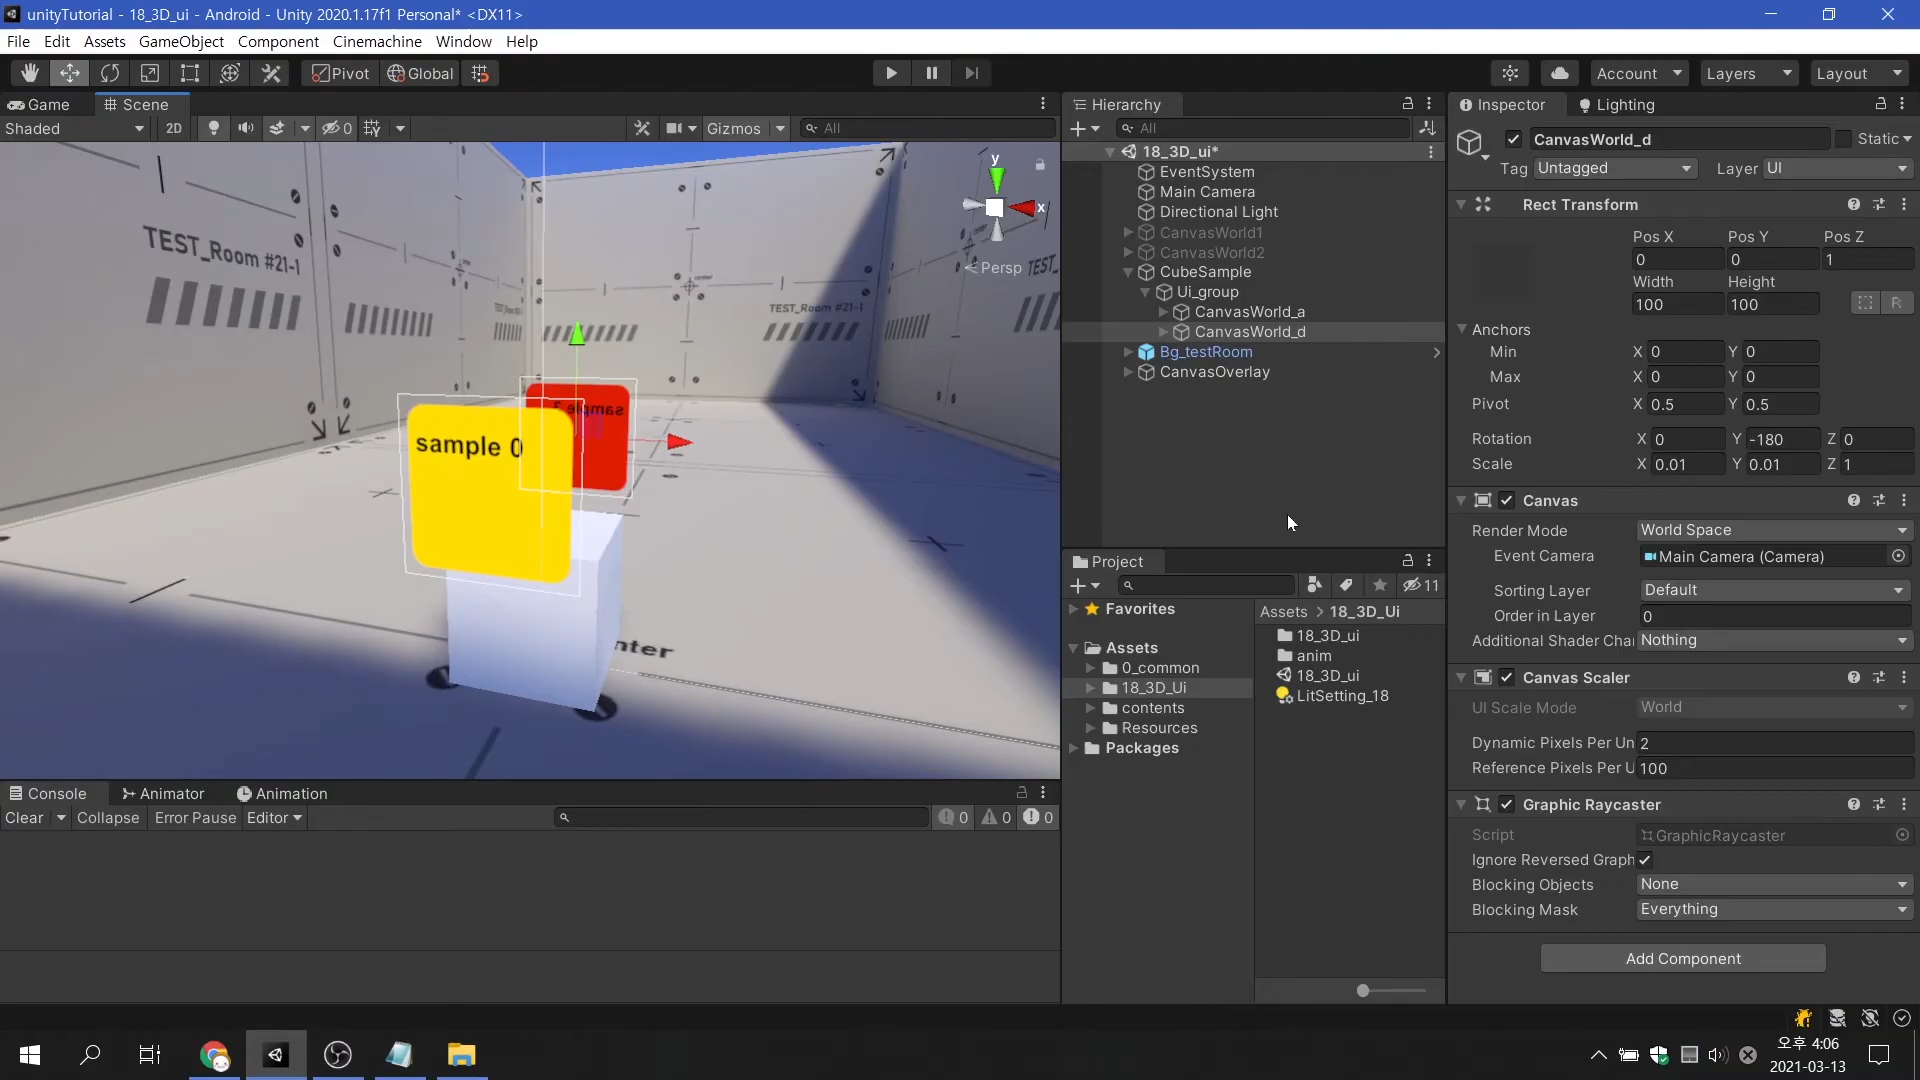 unityTutorial - 18_3D_ui - Android - Unity 2020.1.17f1 Personal* <DX11>
File Edit Assets GameObject Component Cinemachine Window Help
Pivot Global Account Layers Layout
Game Scene
Shaded 2D 0 Gizmos All
TEST_Room #21-1
TEST_Room #21-1
TEST_
y
x
Persp
sample 3
sample 0
nter
Console Animator Animation
Clear Collapse Error Pause Editor 0 0 0
Hierarchy
All
18_3D_ui*
EventSystem
Main Camera
Directional Light
CanvasWorld1
CanvasWorld2
CubeSample
Ui_group
CanvasWorld_a
CanvasWorld_d
Bg_testRoom
CanvasOverlay
Project
11
Favorites
Assets
0_common
18_3D_Ui
contents
Resources
Packages
Assets > 18_3D_Ui
18_3D_ui
anim
18_3D_ui
LitSetting_18
Inspector Lighting
CanvasWorld_d Static
Tag Untagged Layer UI
Rect Transform
Pos X Pos Y Pos Z
0 0 1
Width Height
100 100 R
Anchors
Min X 0 Y 0
Max X 0 Y 0
Pivot X 0.5 Y 0.5
Rotation X 0 Y -180 Z 0
Scale X 0.01 Y 0.01 Z 1
Canvas
Render Mode World Space
Event Camera Main Camera (Camera)
Sorting Layer Default
Order in Layer 0
Additional Shader Cha Nothing
Canvas Scaler
UI Scale Mode World
Dynamic Pixels Per Un 2
Reference Pixels Per U 100
Graphic Raycaster
Script GraphicRaycaster
Ignore Reversed Graph
Blocking Objects None
Blocking Mask Everything
Add Component
오후 4:06
2021-03-13